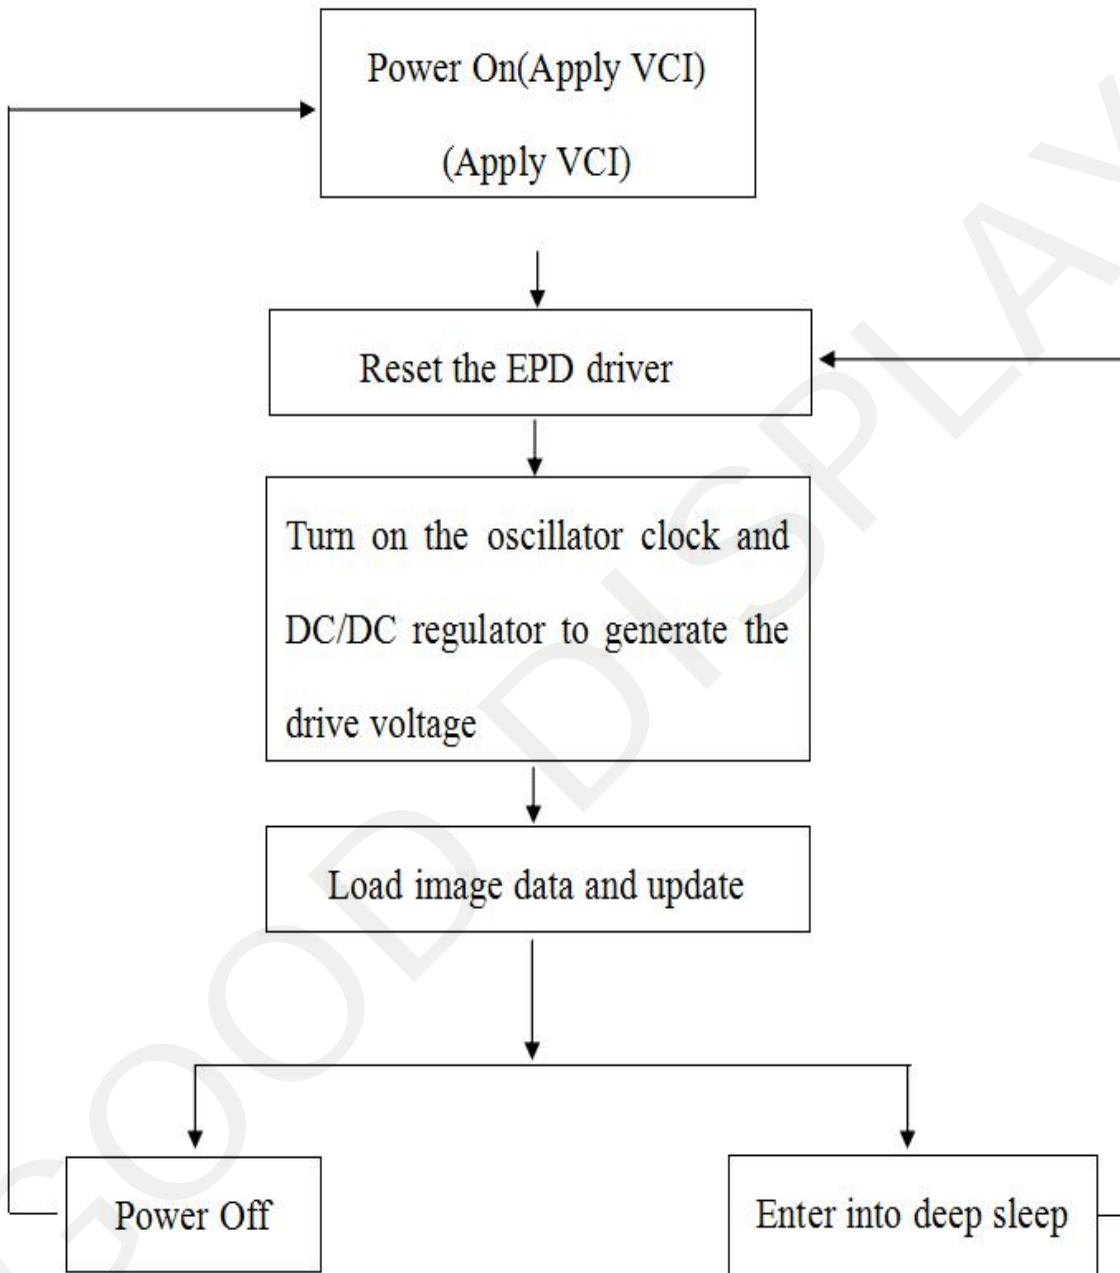 Power On(Apply VCI)
(Apply VCI)
Reset the EPD driver
Turn on the oscillator clock and
DC/DC regulator to generate the
drive voltage
Load image data and update
Power Off
Enter into deep sleep
GOOD DISPLAY